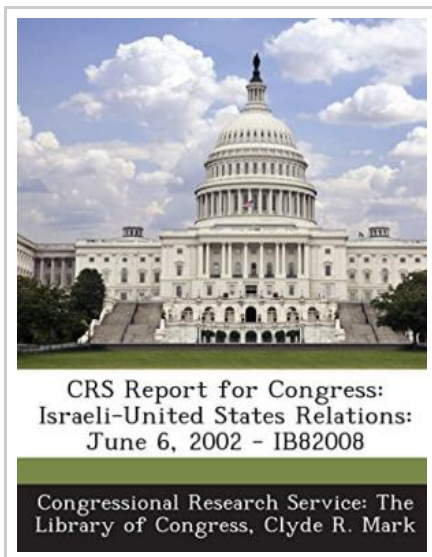 CRS Report for Congress:
Israeli-United States Relations:
June 6, 2002 - IB82008
Congressional Research Service: The
Library of Congress, Clyde R. Mark